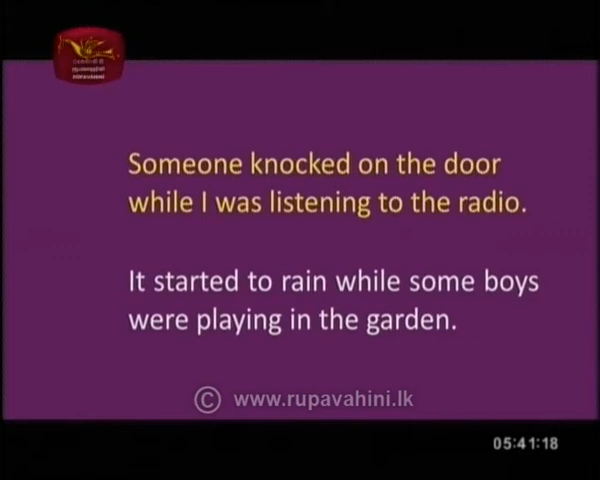 RUPAVAHINI
Someone knocked on the door
while I was listening to the radio.
It started to rain while some boys
were playing in the garden.
© www.rupavahini.lk
05:41:18